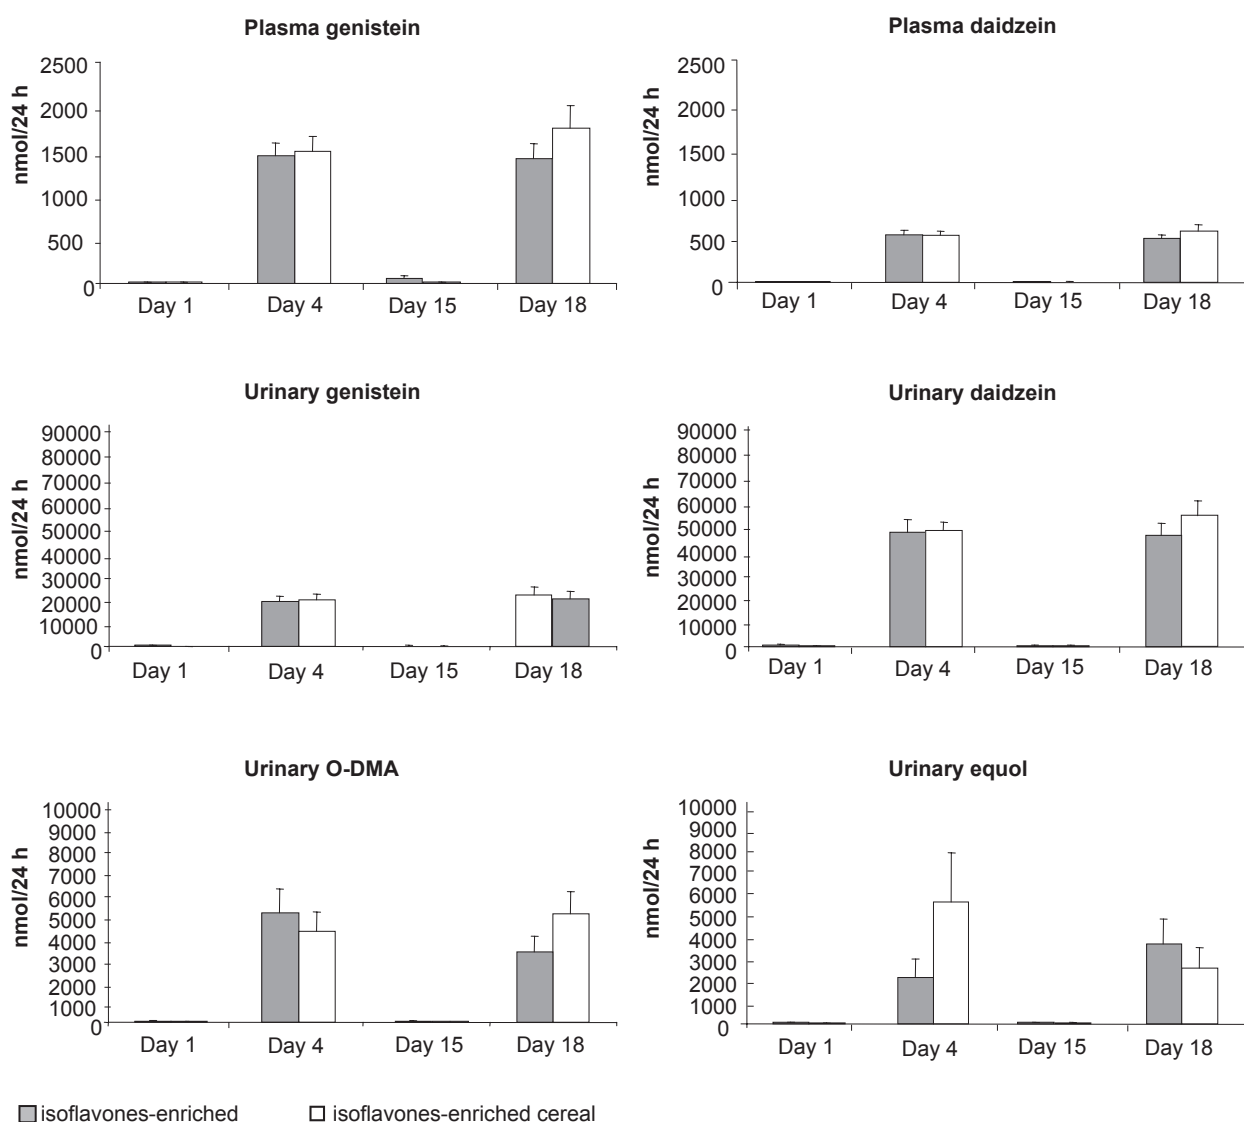 Plasma genistein
nmol/24 h
2500
2000
1500
1000
500
0
Day 1 Day 4 Day 15 Day 18
Plasma daidzein
nmol/24 h
2500
2000
1500
1000
500
0
Day 1 Day 4 Day 15 Day 18
Urinary genistein
nmol/24 h
90000
80000
70000
60000
50000
40000
30000
20000
10000
0
Day 1 Day 4 Day 15 Day 18
Urinary daidzein
nmol/24 h
90000
80000
70000
60000
50000
40000
30000
20000
10000
0
Day 1 Day 4 Day 15 Day 18
Urinary O-DMA
nmol/24 h
10000
9000
8000
7000
6000
5000
4000
3000
2000
1000
0
Day 1 Day 4 Day 15 Day 18
Urinary equol
nmol/24 h
10000
9000
8000
7000
6000
5000
4000
3000
2000
1000
0
Day 1 Day 4 Day 15 Day 18
isoflavones-enriched isoflavones-enriched cereal